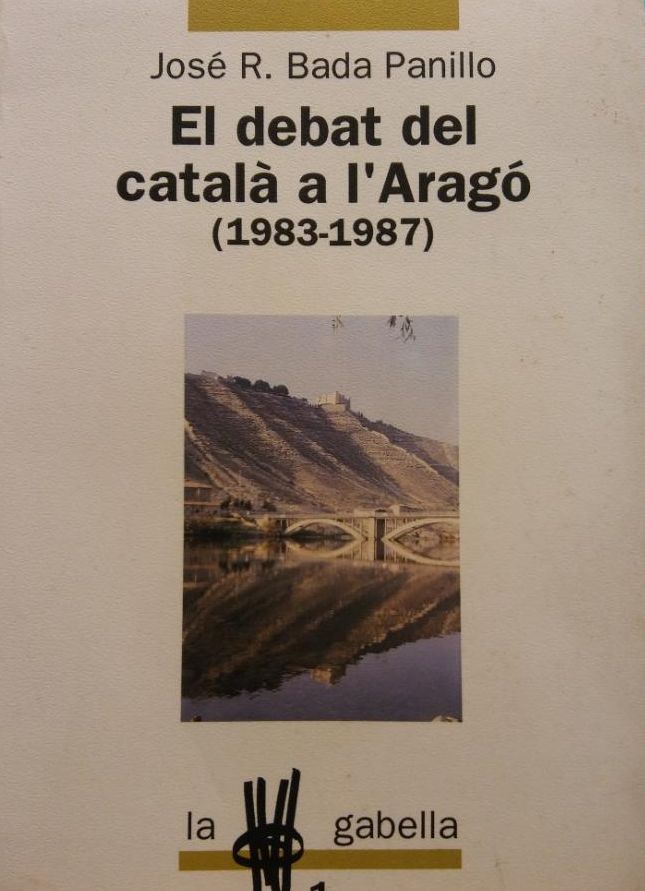 José R. Bada Panillo
El debat del
català a l'Aragó
(1983-1987)
la gabella
1